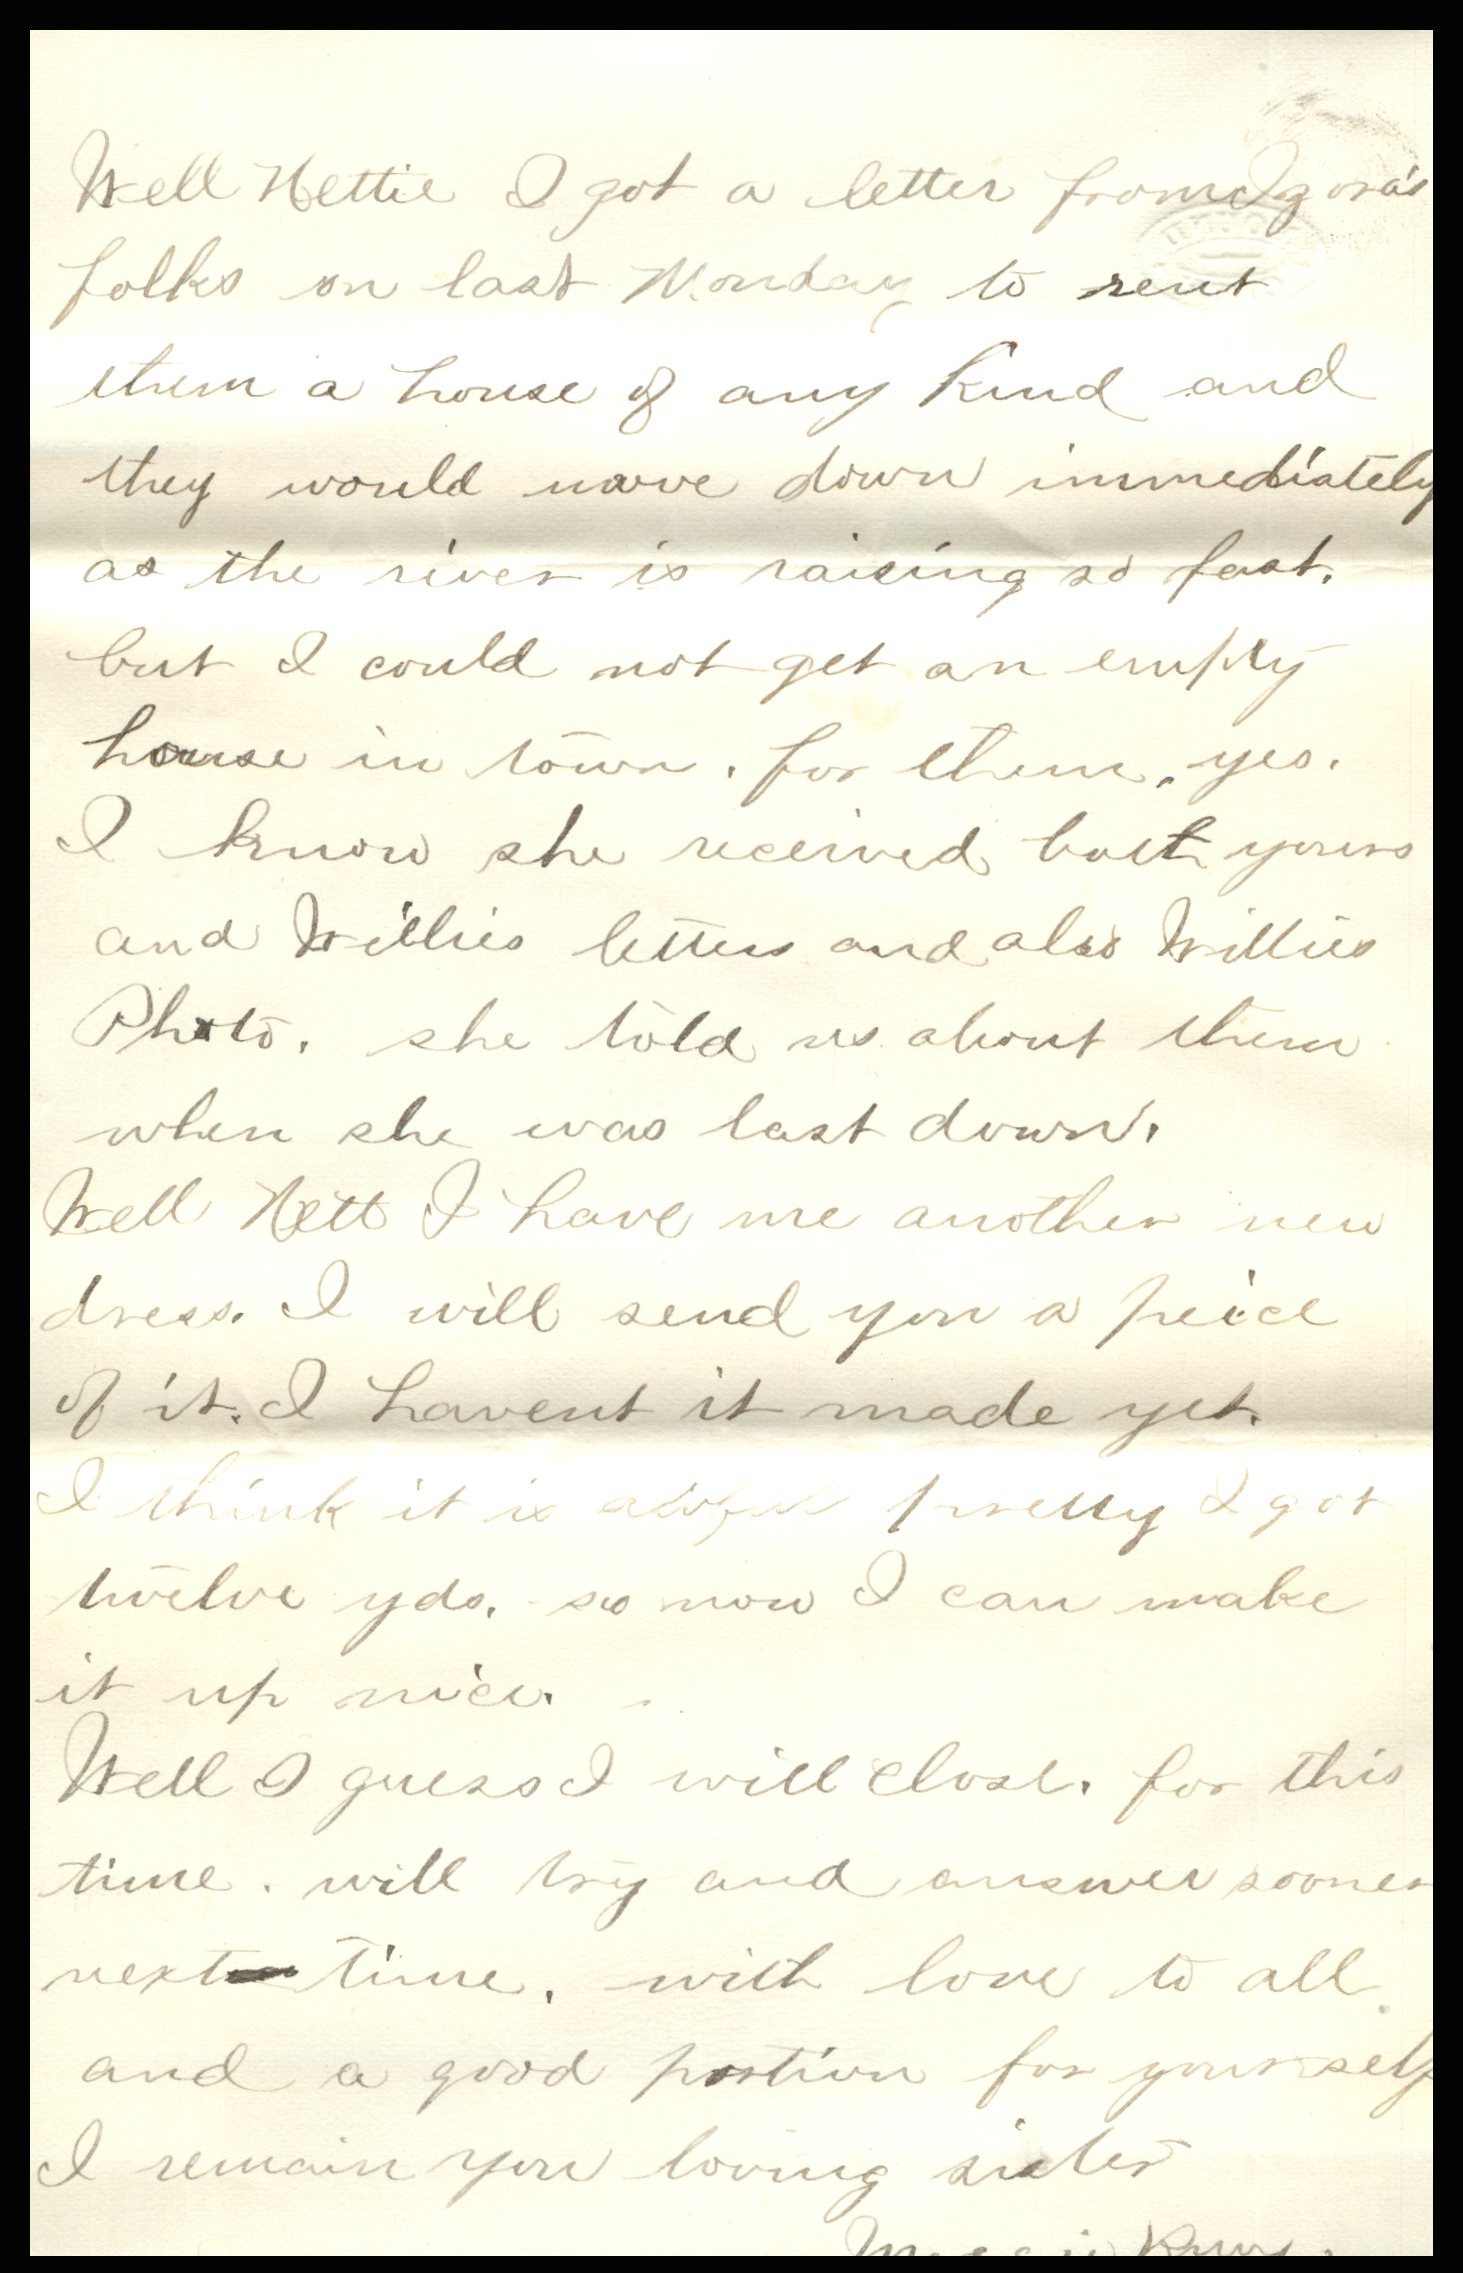 Well Nettie I got a letter from Igora's
folks on last Monday to rent
them a house of any kind and
they would move down immediately
as the river is raising so fast.
but I could not get an empty
house in town. for them. yes.
I know she received both yours
and Willies letters and also Willies
Photo. she told us about them
when she was last down.
Well Nett I have me another new
dress. I will send you a peice
of it. I havent it made yet.
I think it is awful pretty I got
twelve yds. so now I can make
it up nice.
Well I guess I will close. for this
time. will try and answer sooner
next time. with love to all
and a good portion for yourself
I remain your loving sister
Maggie